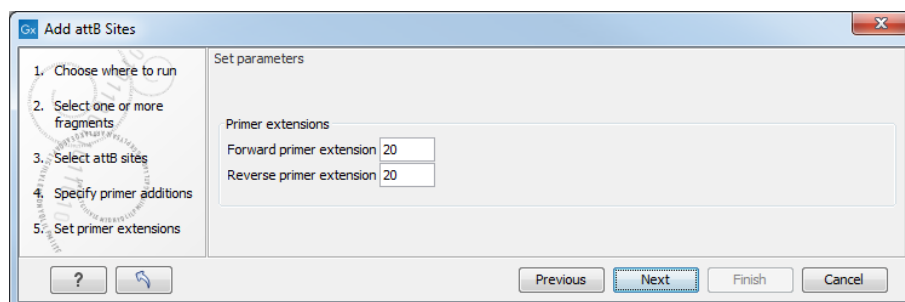 Gx Add attB Sites
1. Choose where to run
2. Select one or more
fragments
3. Select attB sites
4. Specify primer additions
5. Set primer extensions
Set parameters
Primer extensions
Forward primer extension 20
Reverse primer extension 20
? Previous Next Finish Cancel